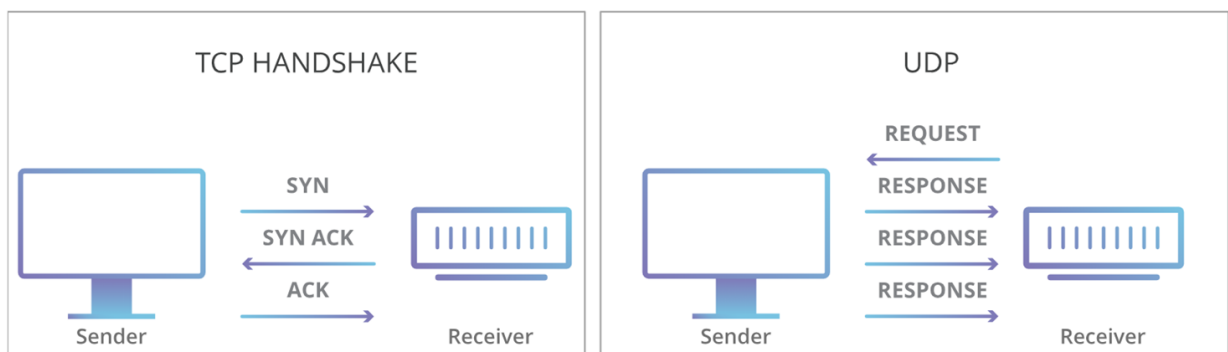 TCP HANDSHAKE
SYN
SYN ACK
ACK
Sender
Receiver
UDP
REQUEST
RESPONSE
RESPONSE
RESPONSE
Sender
Receiver